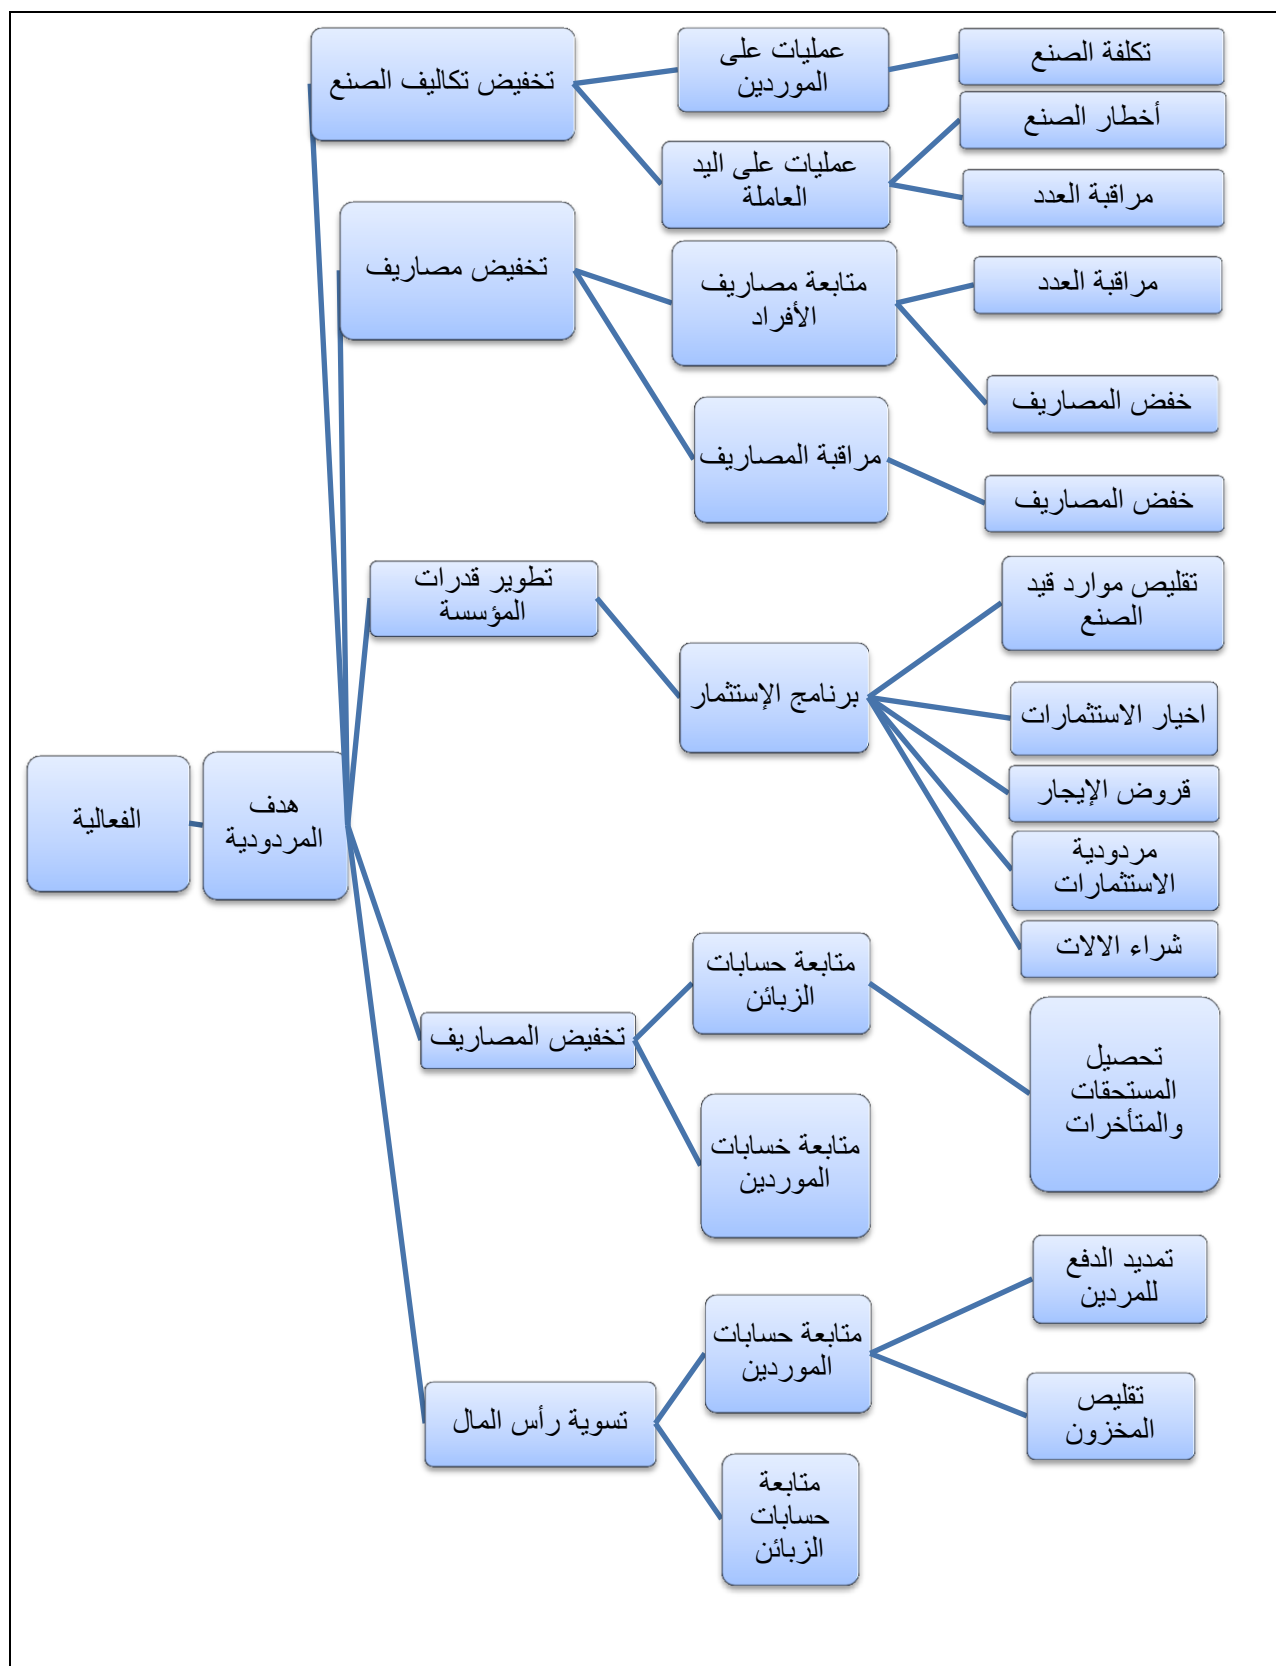 تخفيض تكاليف الصنع
عمليات على
الموردين
تكلفة الصنع
أخطار الصنع
عمليات على اليد
العاملة
مراقبة العدد
تخفيض مصاريف
متابعة مصاريف
الأفراد
مراقبة العدد
خفض المصاريف
مراقبة المصاريف
خفض المصاريف
تطوير قدرات
المؤسسة
برنامج الإستثمار
تقليص موارد قيد
الصنع
اخيار الاستثمارات
قروض الإيجار
مردودية
الاستثمارات
شراء الالات
الفعالية
هدف
المردودية
تخفيض المصاريف
متابعة حسابات
الزبائن
تحصيل
المستحقات
والمتأخرات
متابعة خسابات
الموردين
تسوية رأس المال
متابعة حسابات
الموردين
تمديد الدفع
للمردين
تقليص
المخزون
متابعة
حسابات
الزبائن